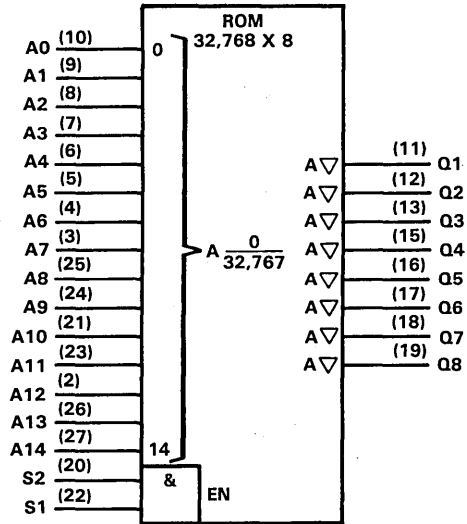 ROM
32,768 X 8
A0 (10) 0
A1 (9)
A2 (8)
A3 (7)
A4 (6) A▽ (11) Q1
A5 (5) A▽ (12) Q2
A6 (4) A▽ (13) Q3
A7 (3) A 0/32,767 A▽ (15) Q4
A8 (25) A▽ (16) Q5
A9 (24) A▽ (17) Q6
A10 (21) A▽ (18) Q7
A11 (23) A▽ (19) Q8
A12 (2)
A13 (26)
A14 (27) 14
S2 (20) & EN
S1 (22)